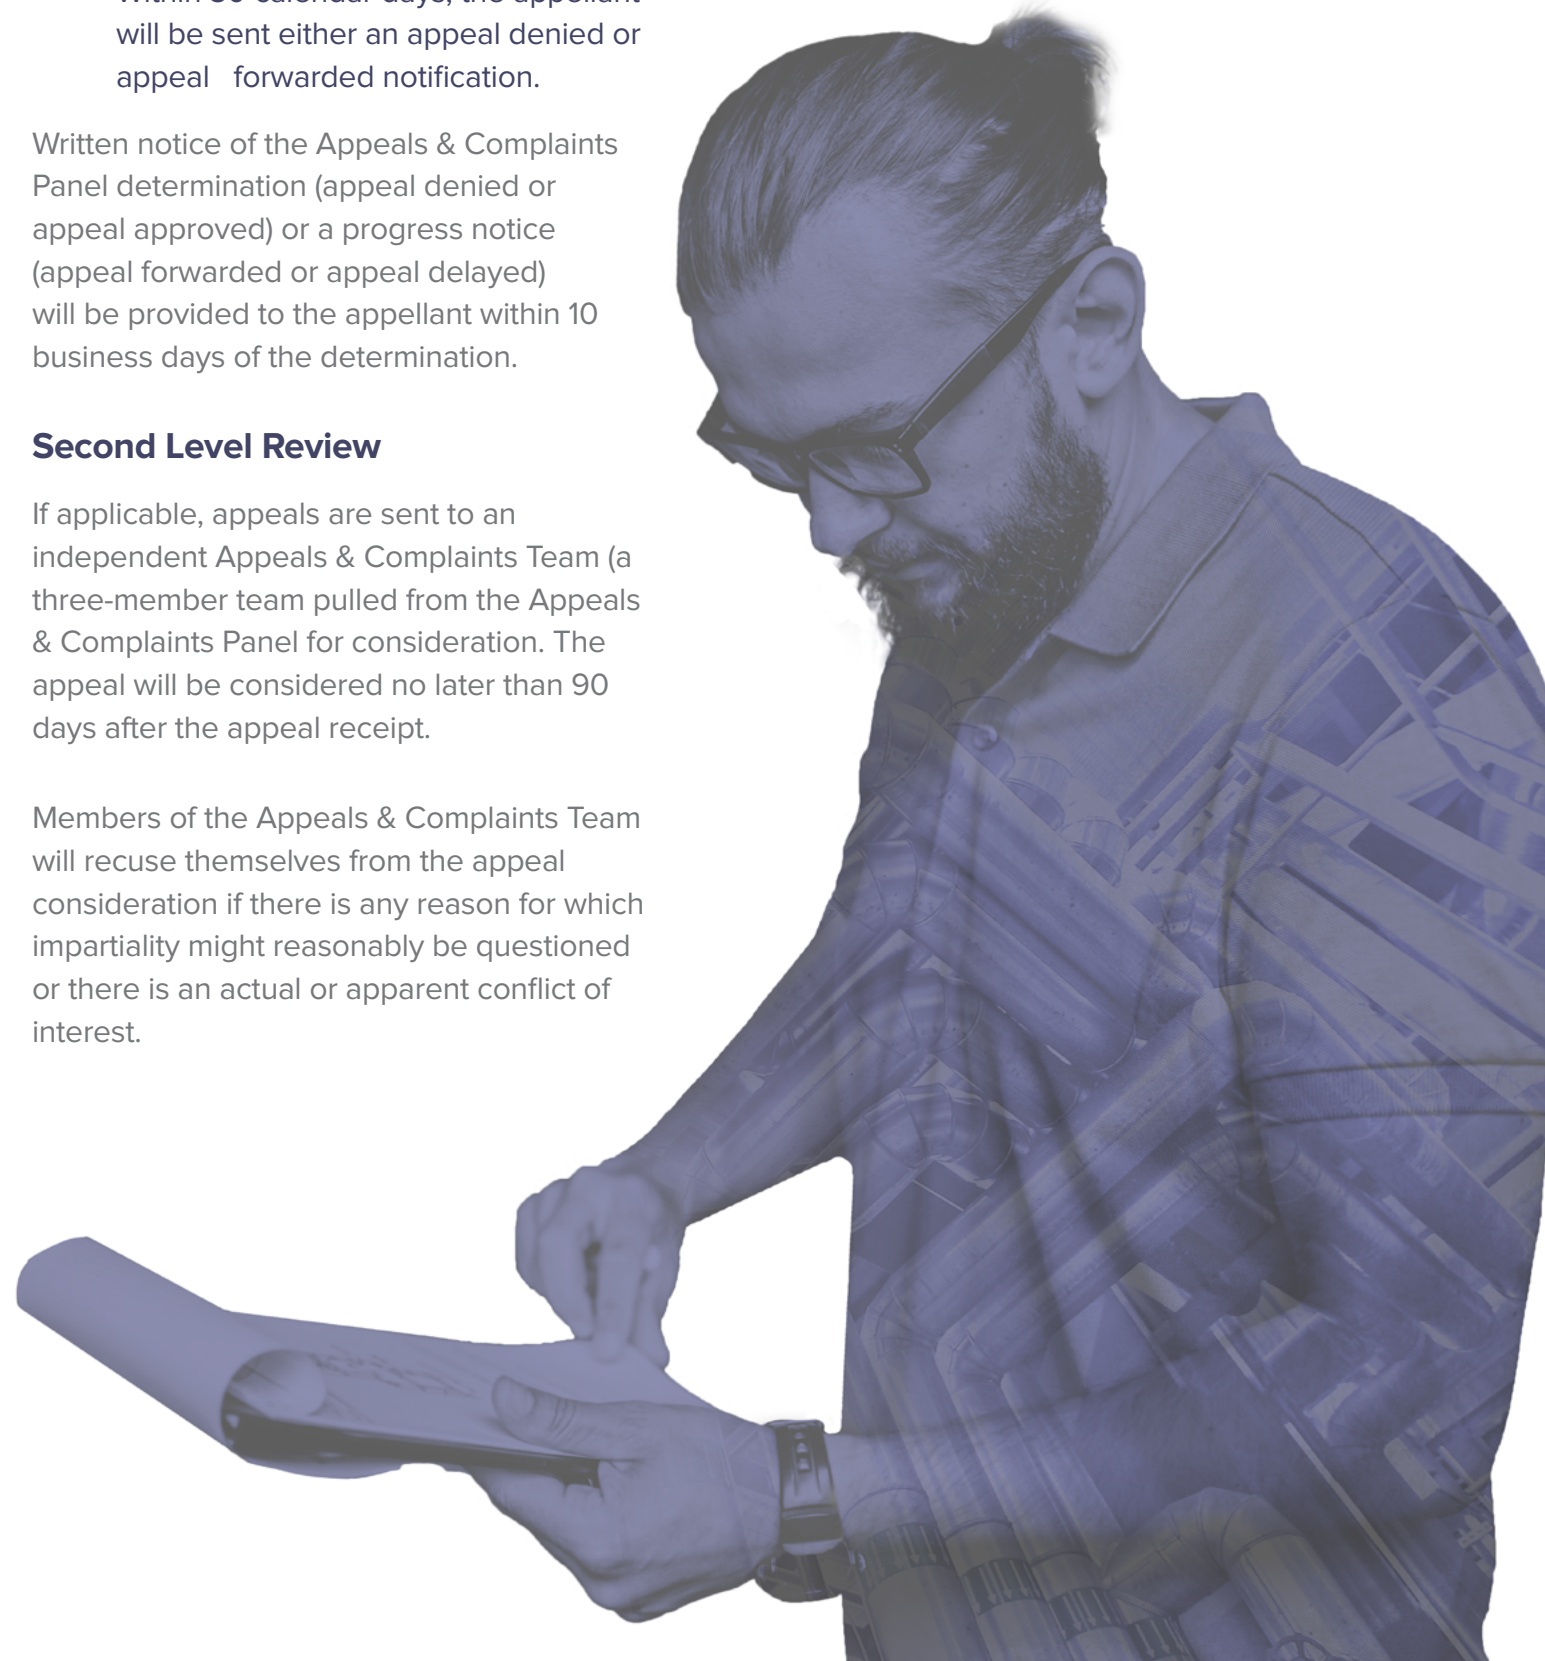 will be sent either an appeal denied or
appeal forwarded notification.
Written notice of the Appeals & Complaints
Panel determination (appeal denied or
appeal approved) or a progress notice
(appeal forwarded or appeal delayed)
will be provided to the appellant within 10
business days of the determination.
Second Level Review
If applicable, appeals are sent to an
independent Appeals & Complaints Team (a
three-member team pulled from the Appeals
& Complaints Panel for consideration. The
appeal will be considered no later than 90
days after the appeal receipt.
Members of the Appeals & Complaints Team
will recuse themselves from the appeal
consideration if there is any reason for which
impartiality might reasonably be questioned
or there is an actual or apparent conflict of
interest.